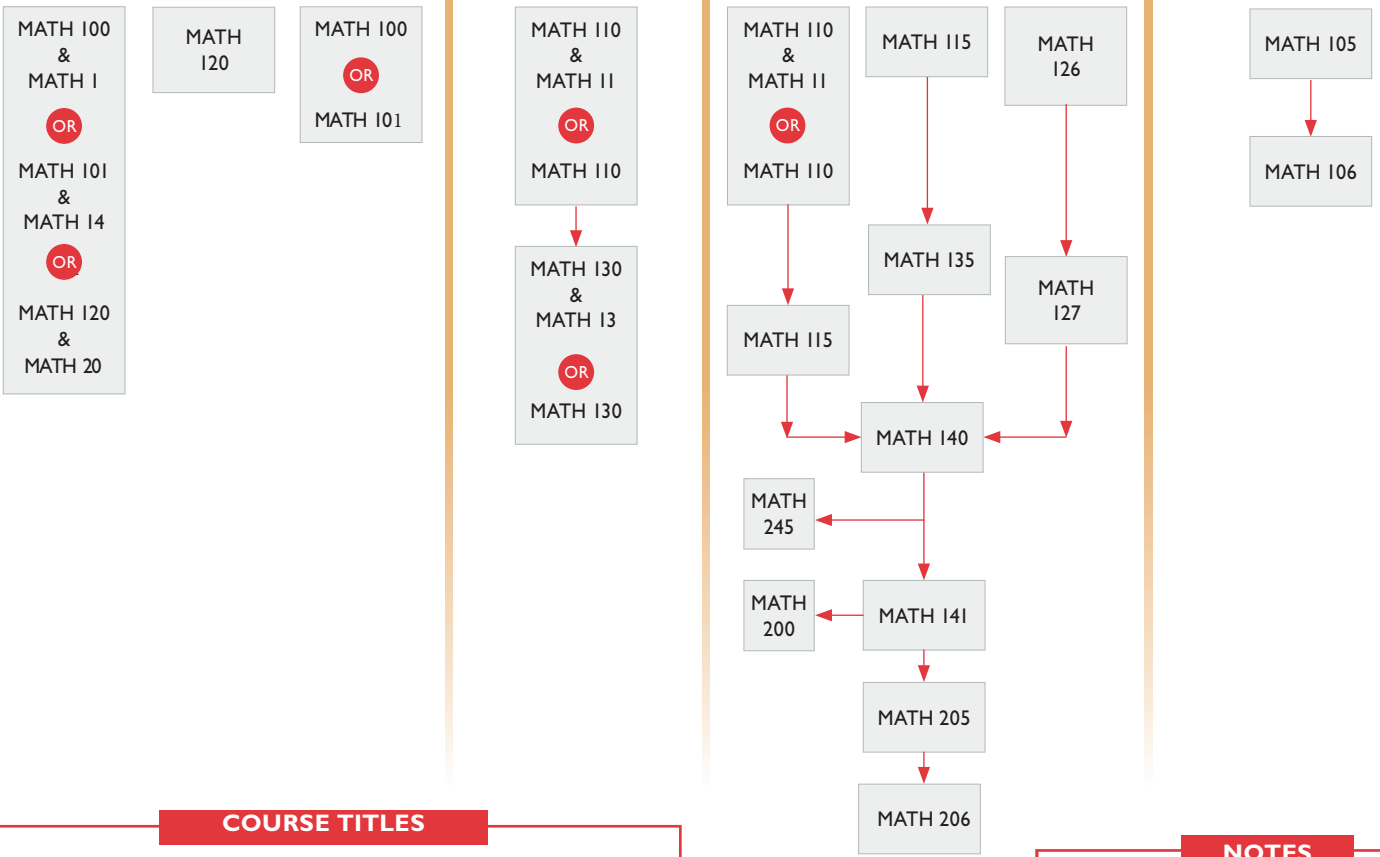 MATH 100
&
MATH 1
OR
MATH 101
&
MATH 14
OR
MATH 120
&
MATH 20
MATH
120
MATH 100
OR
MATH 101
MATH 110
&
MATH 11
OR
MATH 110
MATH 130
&
MATH 13
OR
MATH 130
MATH 110
&
MATH 11
OR
MATH 110
MATH 115
MATH 115
MATH 135
MATH
126
MATH
127
MATH 140
MATH
245
MATH
200
MATH 141
MATH 205
MATH 206
MATH 105
MATH 106
COURSE TITLES
NOTES